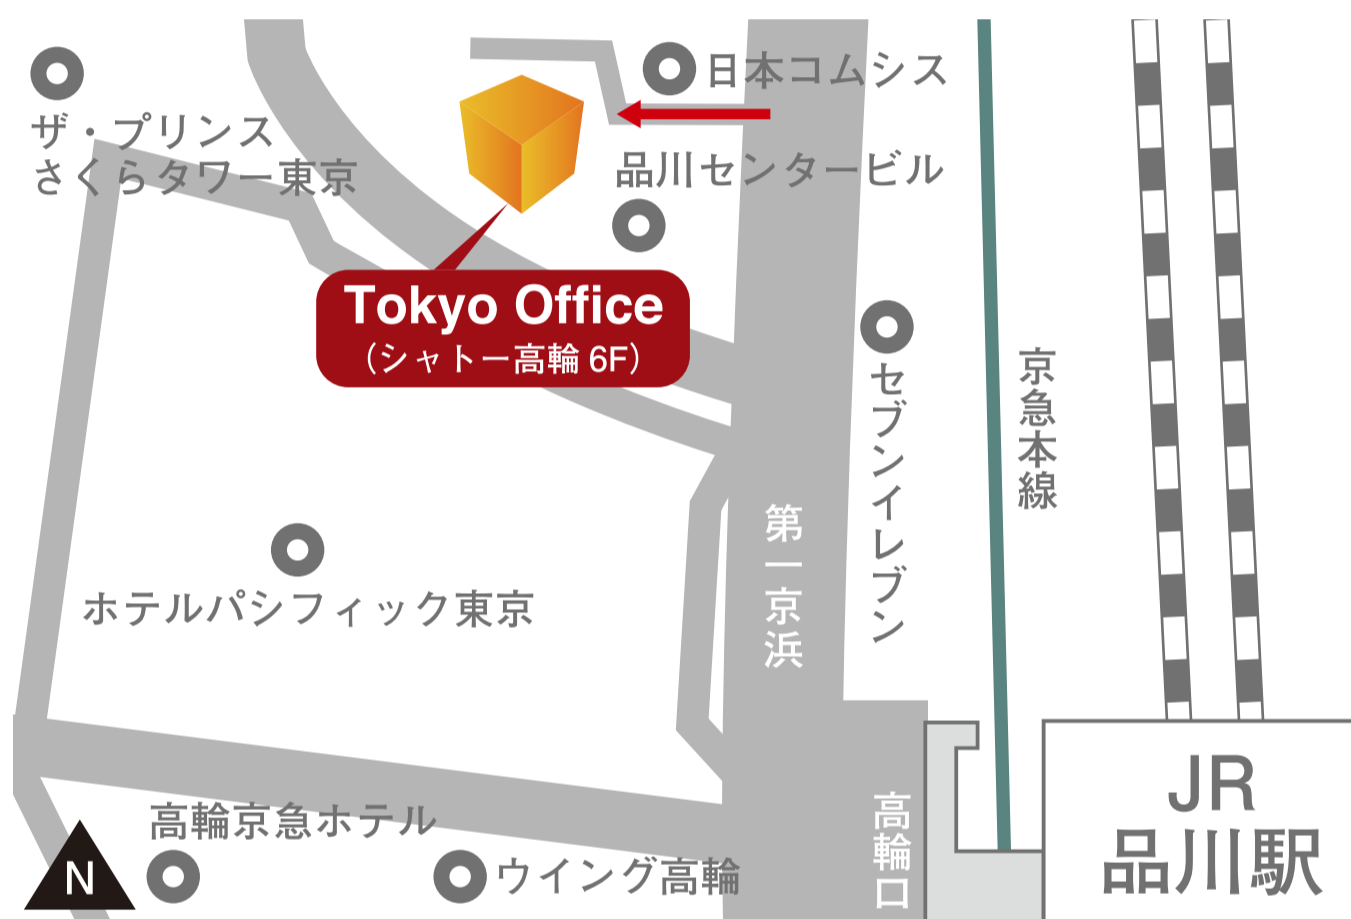 日本コムシス
ザ・プリンス
さくらタワー東京
品川センタービル
Tokyo Office
（シャトー高輪 6F）
セブンイレブン
京急本線
第一京浜
ホテルパシフィック東京
JR
品川駅
高輪口
高輪京急ホテル
ウイング高輪
N